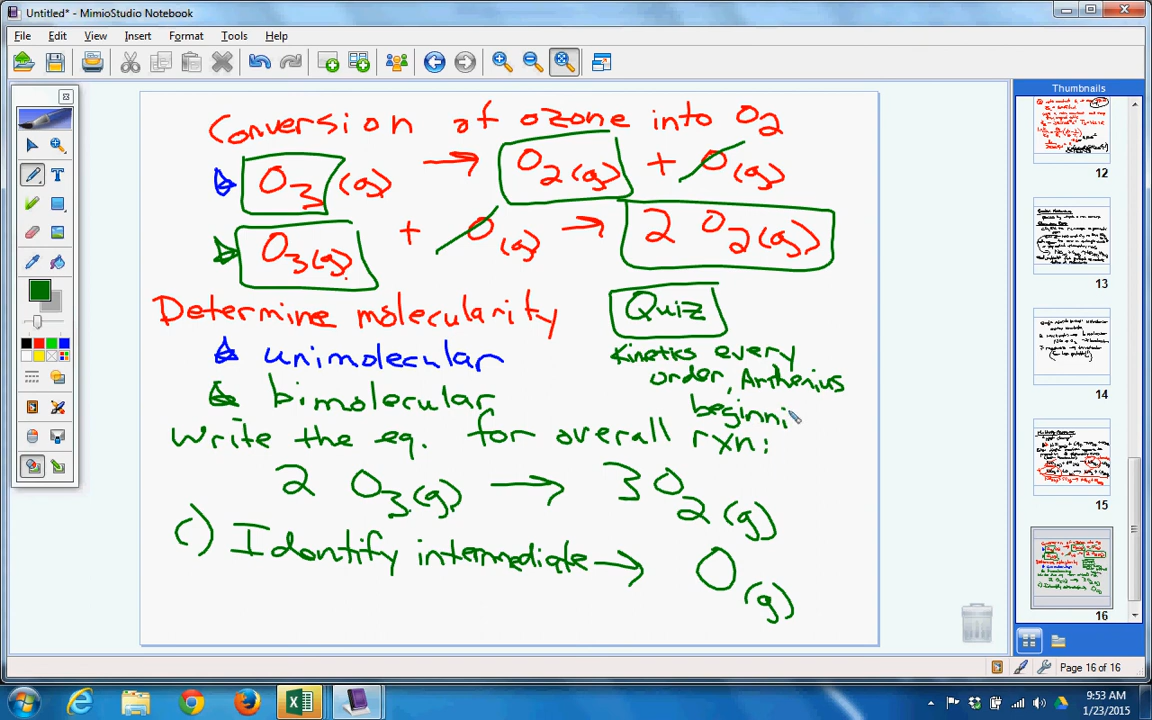 Untitled* - MimioStudio Notebook
File Edit View Insert Format Tools Help
Conversion of ozone into O2
O3 (g) → O2(g) + O(g)
O3(g) + O(g) → 2 O2(g)
Determine molecularity
Quiz
unimolecular
Kinetics every
order, Arrhenius
bimolecular
beginni
Write the eq. for overall rxn:
2 O3(g) → 3O2(g)
c) Identify intermediate → O(g)
Thumbnails
12
13
14
15
16
Page 16 of 16
9:53 AM
1/23/2015